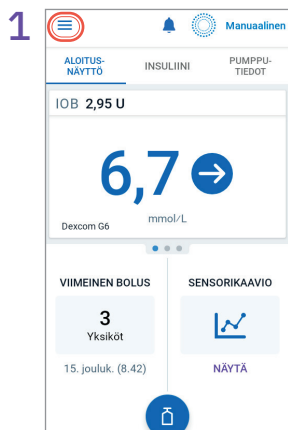 1
Manuaalinen
ALOITUS-
NÄYTTÖ
INSULIINI
PUMPPU-
TIEDOT
IOB 2,95 U
6,7
mmol/L
Dexcom G6
VIIMEINEN BOLUS
3
Yksiköt
15. jouluk. (8.42)
SENSORIKAAVIO
NÄYTÄ